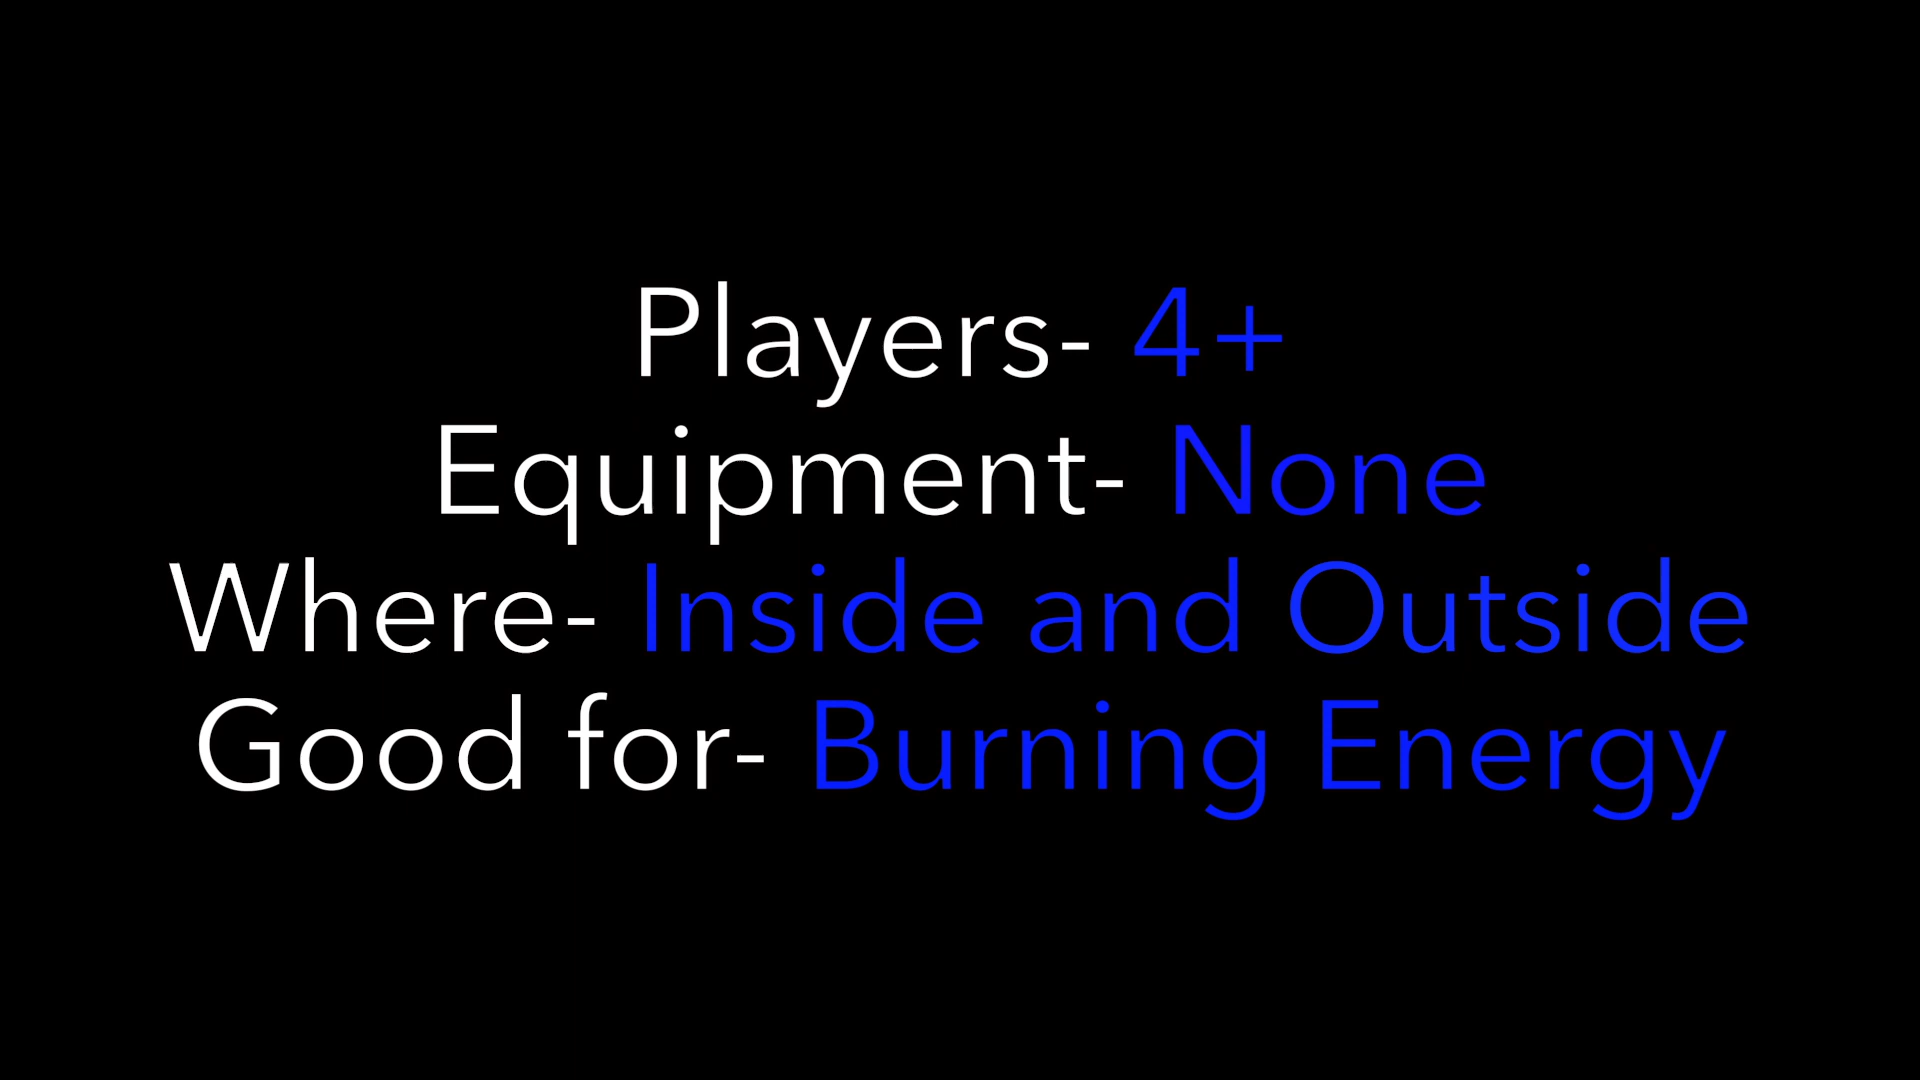 Players- 4+
Equipment- None
Where- Inside and Outside
Good for- Burning Energy